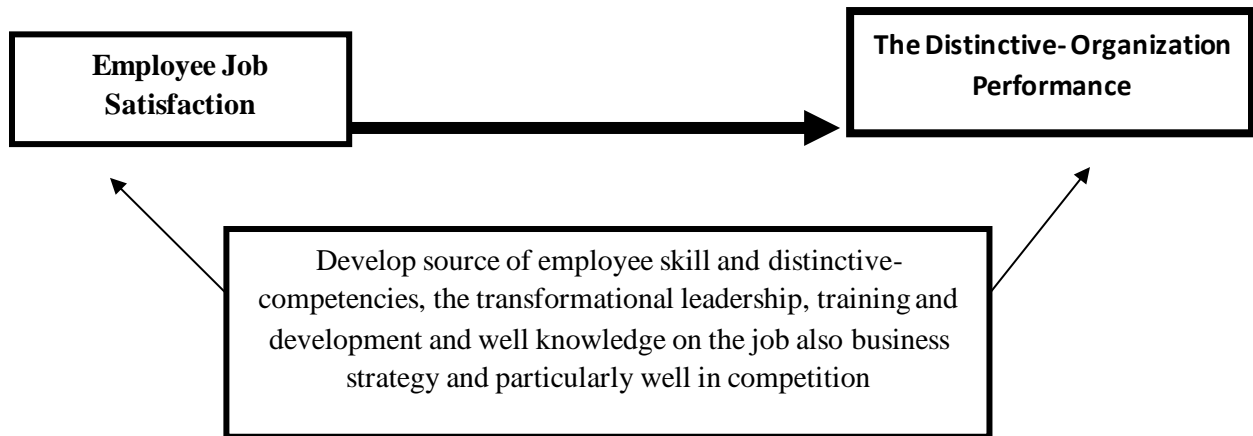 Employee Job
Satisfaction
The Distinctive- Organization
Performance
Develop source of employee skill and distinctive-
competencies, the transformational leadership, training and
development and well knowledge on the job also business
strategy and particularly well in competition